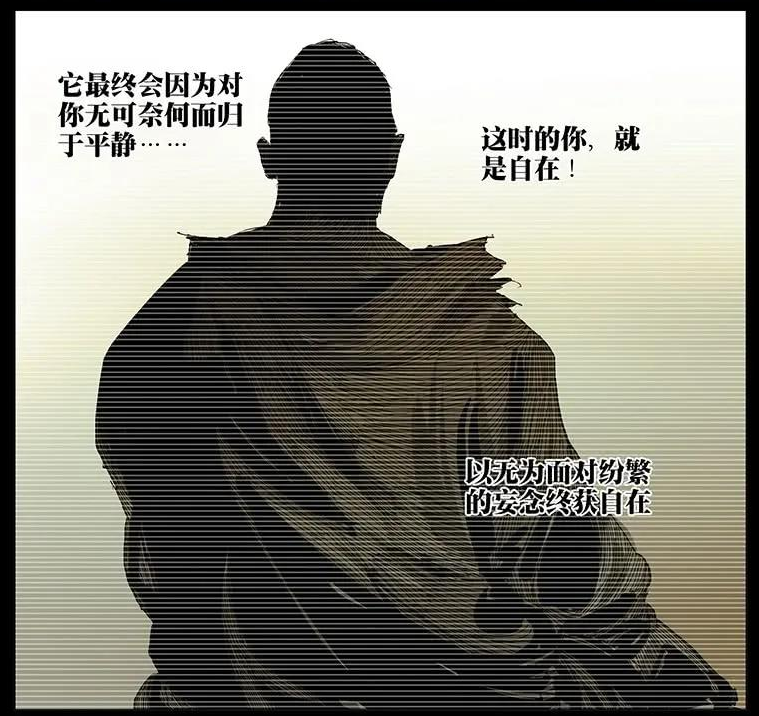 它最终会因为对
你无可奈何而归
于平静……
这时的你，就
是自在！
以无为面对纷繁
的妄念终获自在